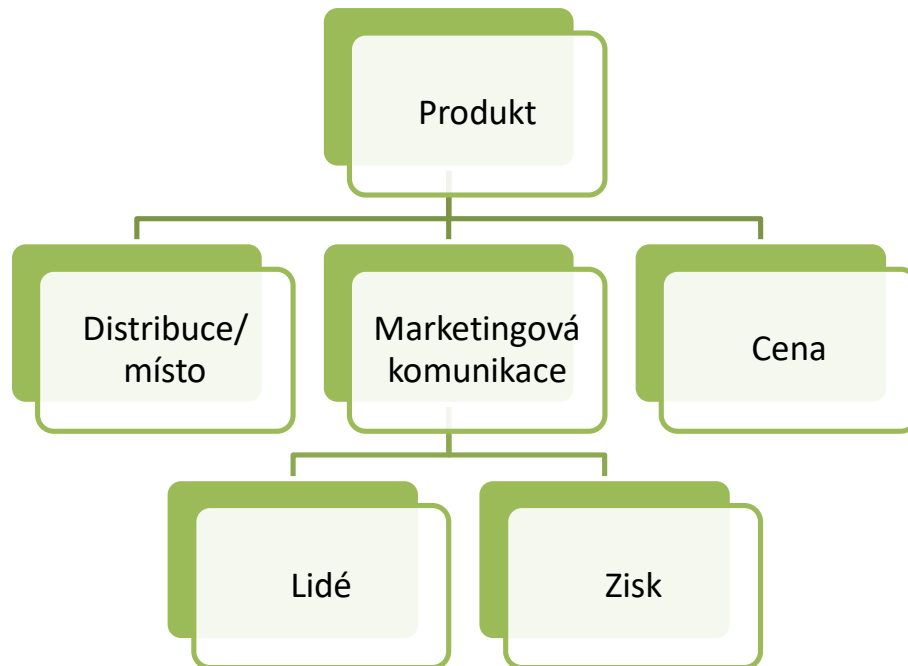 Produkt
Distribuce/
místo
Marketingová
komunikace
Cena
Lidé
Zisk